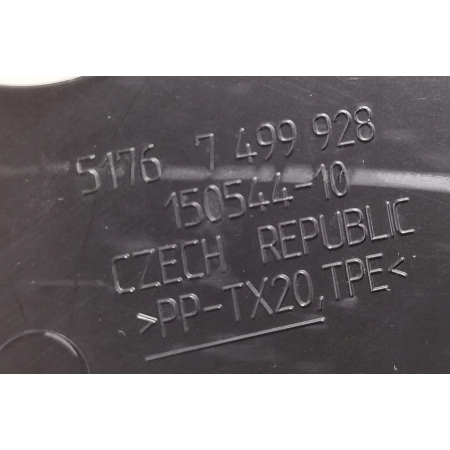 5176 7 499 928
150544-10
CZECH REPUBLIC
>PP-TX20,TPE<